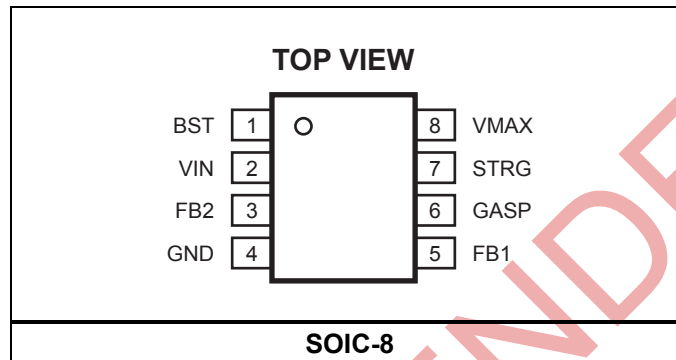 TOP VIEW
BST 1 8 VMAX
VIN 2 7 STRG
FB2 3 6 GASP
GND 4 5 FB1
SOIC-8